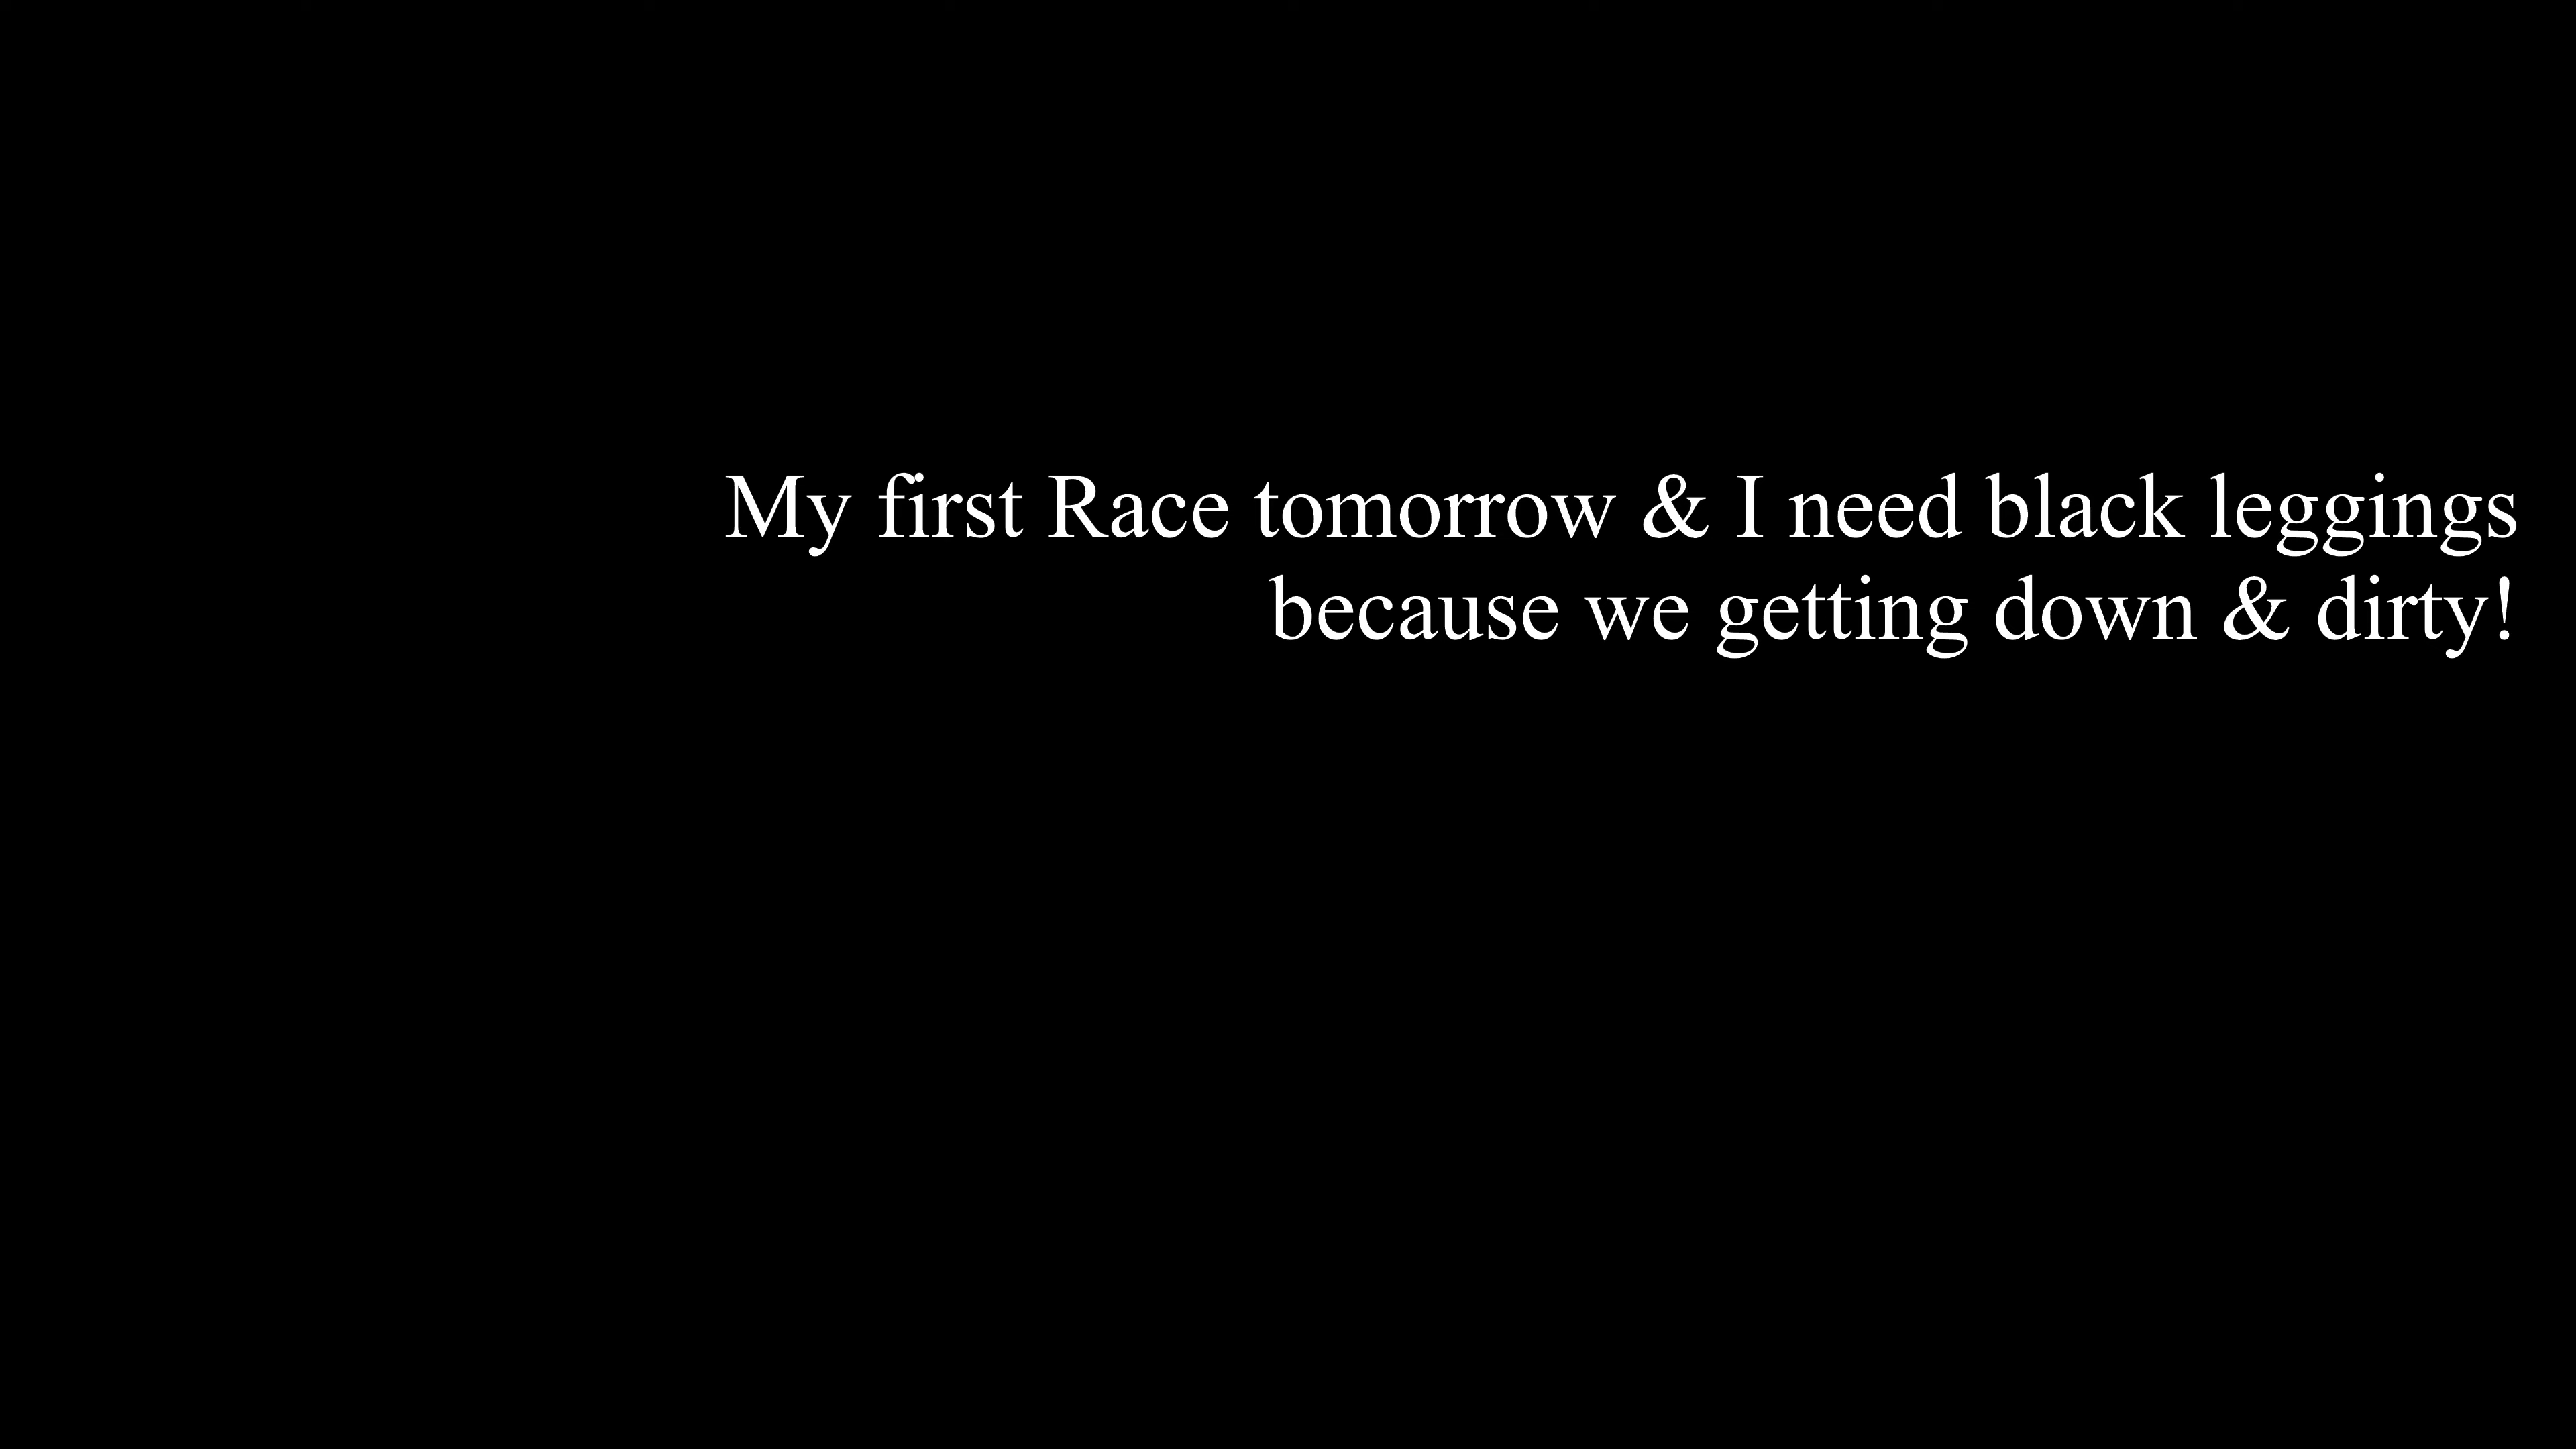 My first Race tomorrow & I need black leggings
because we getting down & dirty!